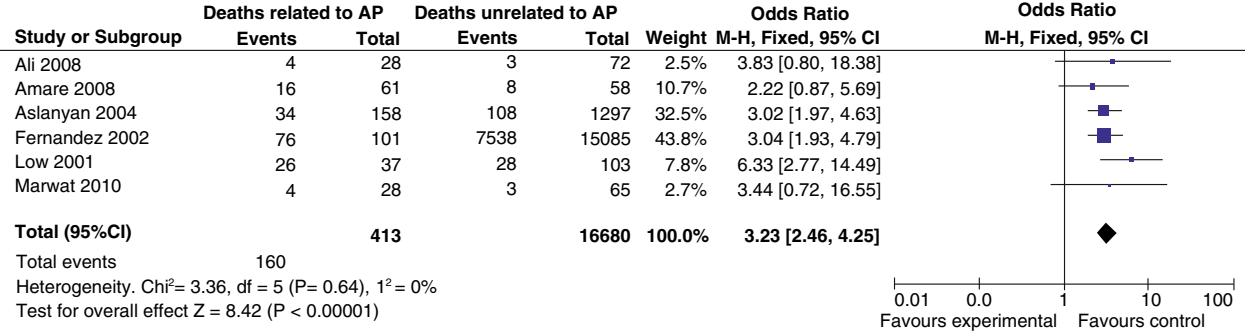 Deaths related to AP Deaths unrelated to AP Odds Ratio Odds Ratio
Study or Subgroup Events Total Events Total Weight M-H, Fixed, 95% CI M-H, Fixed, 95% CI
Ali 2008 4 28 3 72 2.5% 3.83 [0.80, 18.38]
Amare 2008 16 61 8 58 10.7% 2.22 [0.87, 5.69]
Aslanyan 2004 34 158 108 1297 32.5% 3.02 [1.97, 4.63]
Fernandez 2002 76 101 7538 15085 43.8% 3.04 [1.93, 4.79]
Low 2001 26 37 28 103 7.8% 6.33 [2.77, 14.49]
Marwat 2010 4 28 3 65 2.7% 3.44 [0.72, 16.55]
Total (95%CI) 413 16680 100.0% 3.23 [2.46, 4.25]
Total events 160
Heterogeneity. Chi²= 3.36, df = 5 (P= 0.64), 1² = 0%
Test for overall effect Z = 8.42 (P < 0.00001)
0.01 0.0 1 10 100
Favours experimental Favours control